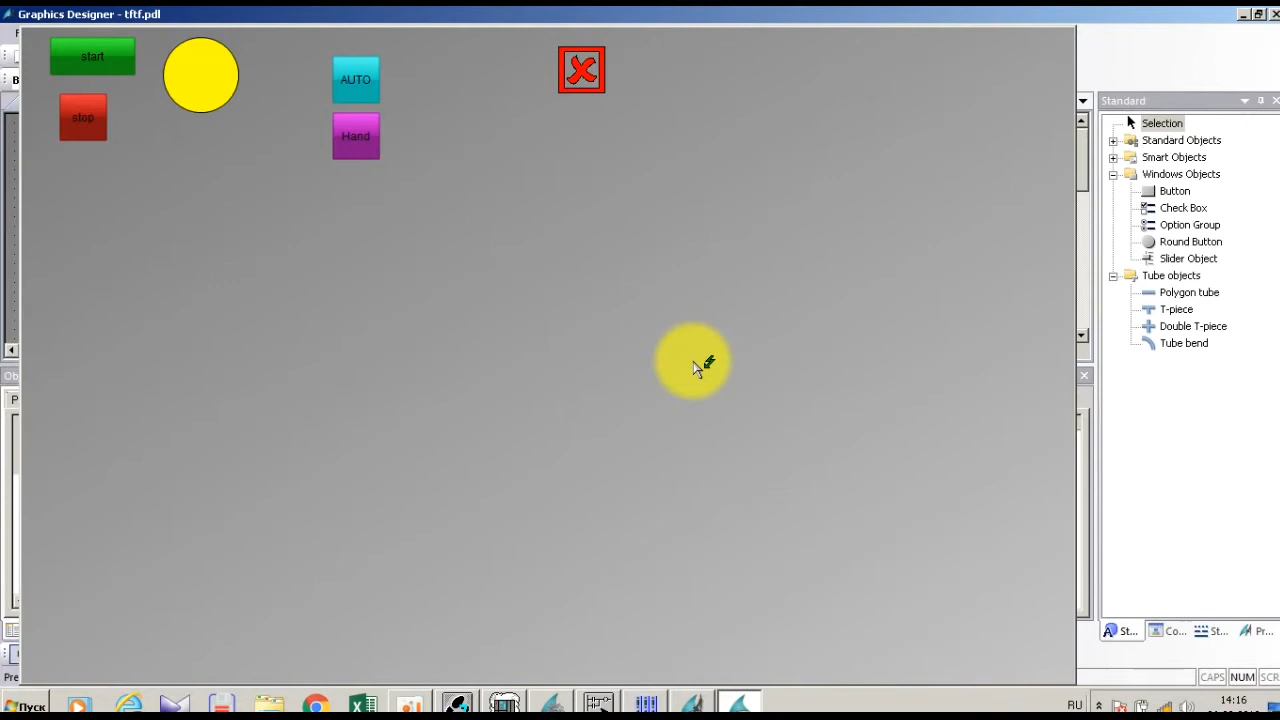 Graphics Designer - tftf.pdl
start
stop
AUTO
Hand
Standard
Selection
Standard Objects
Smart Objects
Windows Objects
Button
Check Box
Option Group
Round Button
Slider Object
Tube objects
Polygon tube
T-piece
Double T-piece
Tube bend
St... Co... St... Pr...
CAPS NUM SCR
Пуск
RU
14:16